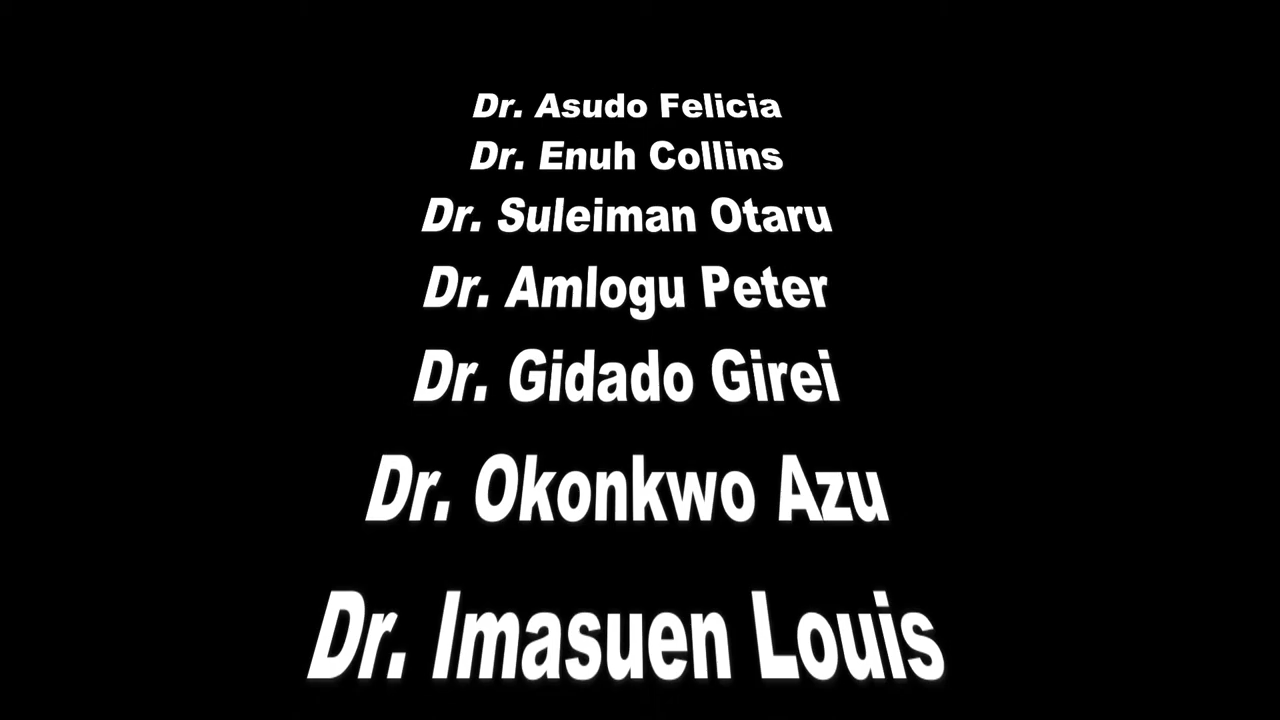 Dr. Asudo Felicia
Dr. Enuh Collins
Dr. Suleiman Otaru
Dr. Amlogu Peter
Dr. Gidado Girei
Dr. Okonkwo Azu
Dr. Imasuen Louis